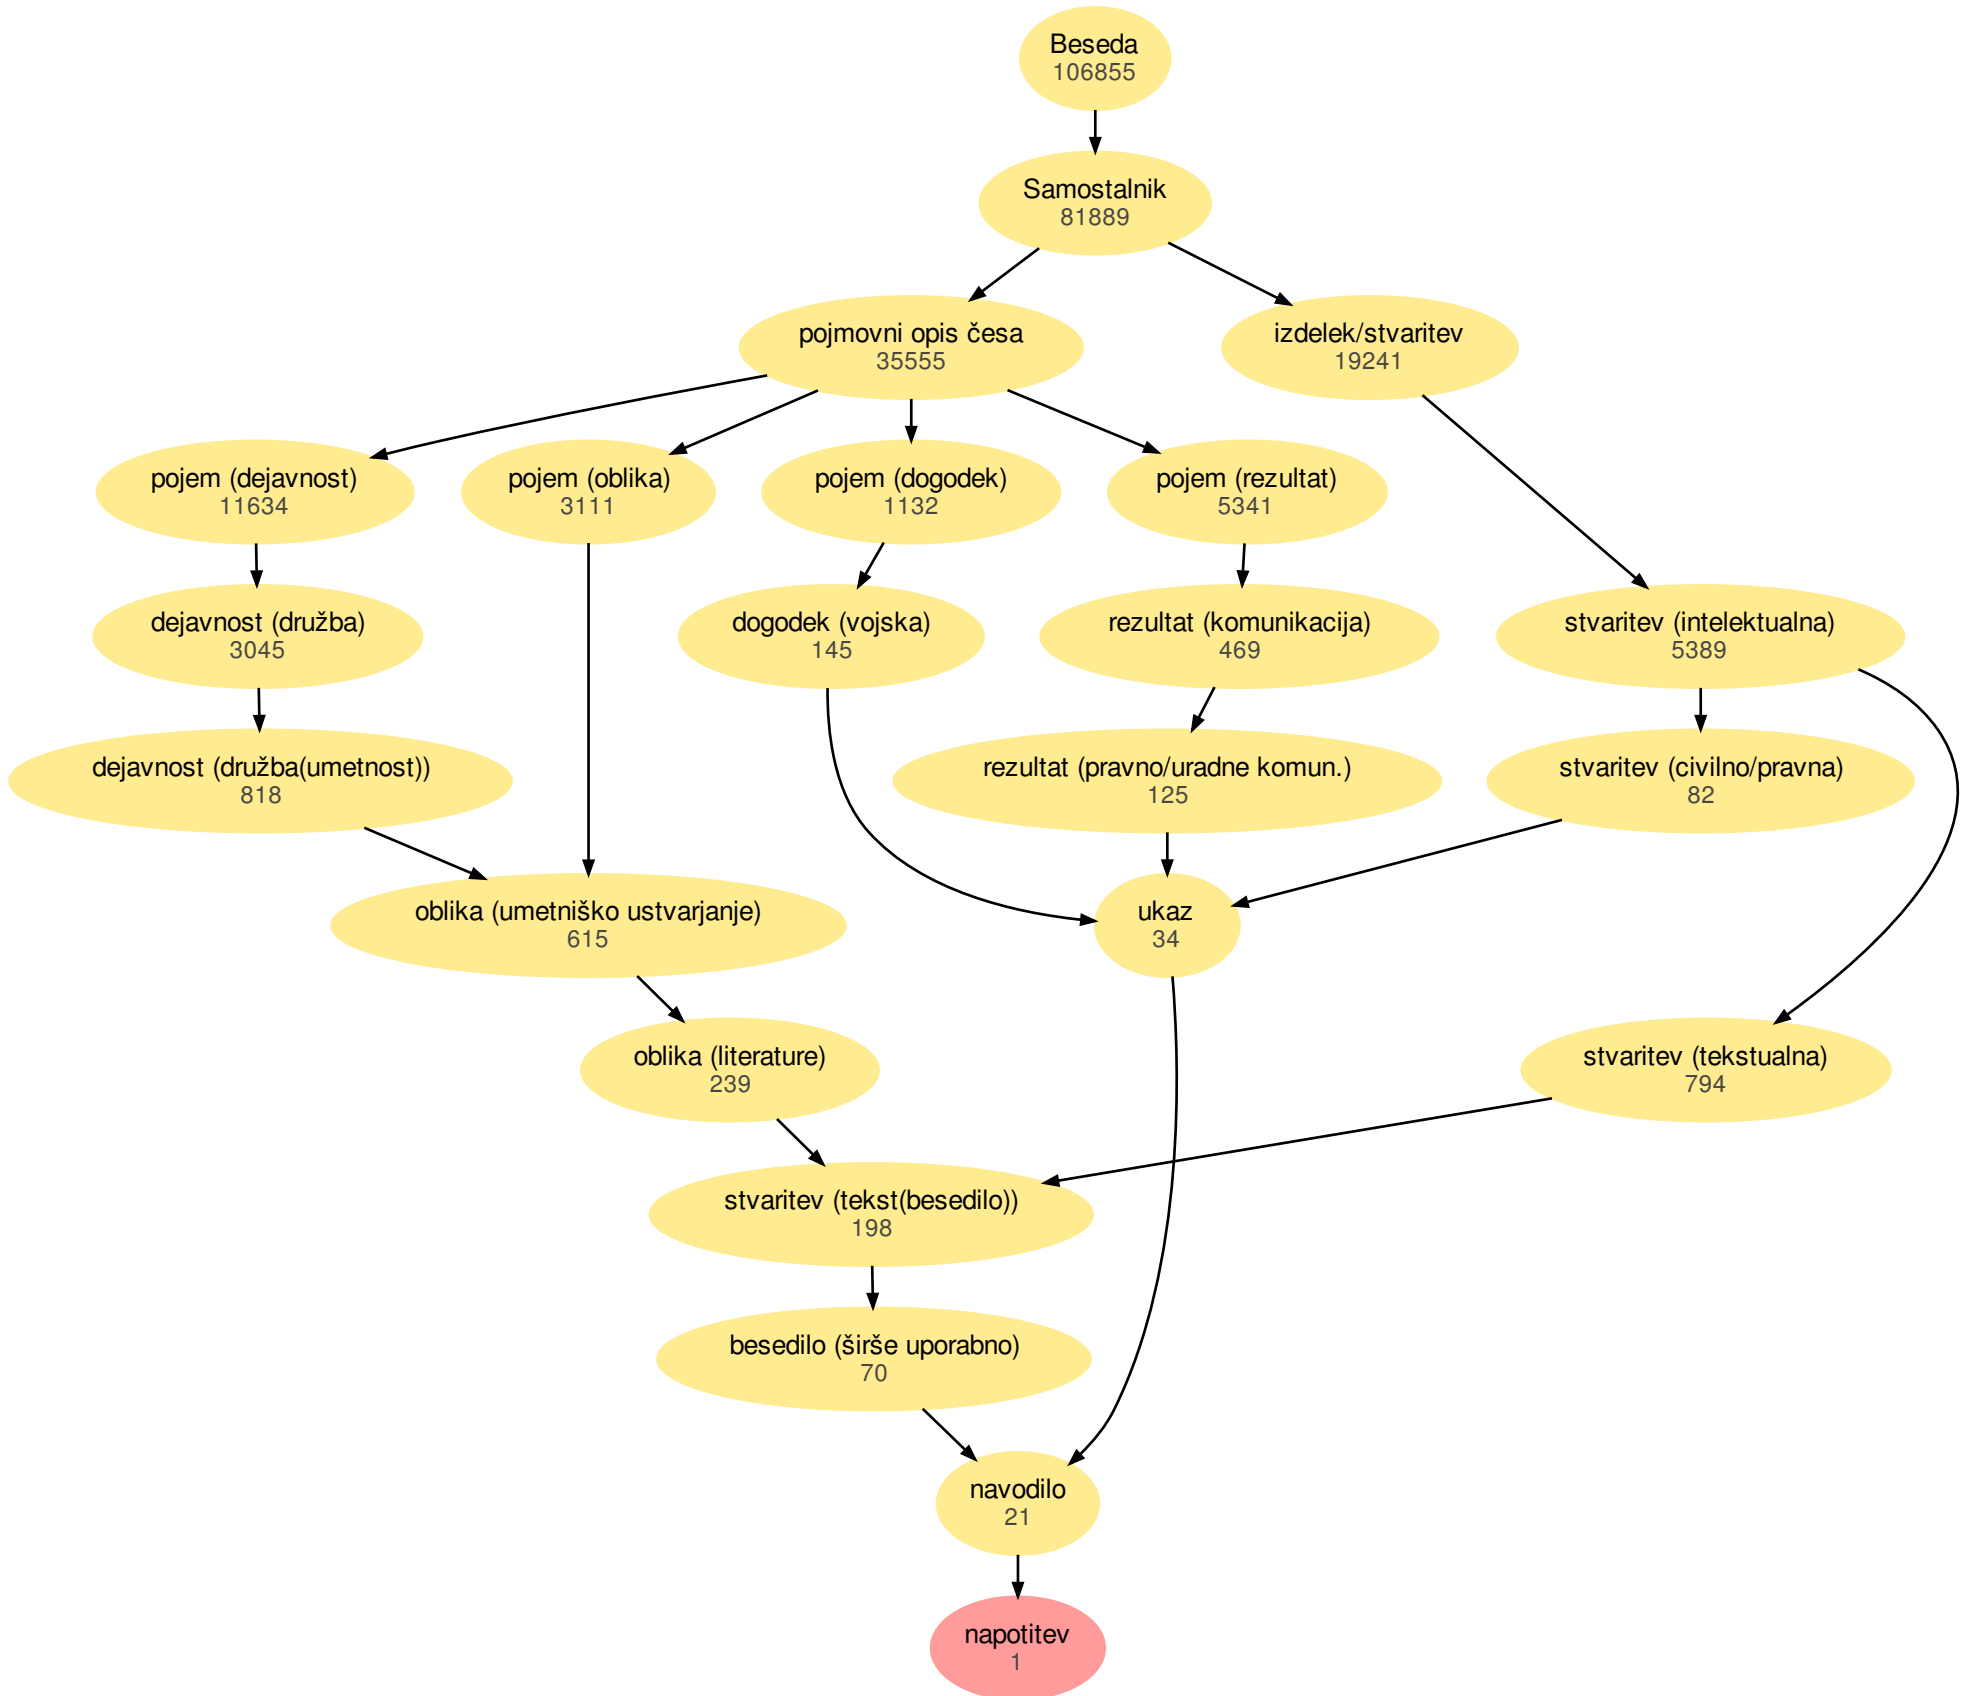 Beseda
106855
Samostalnik
81889
pojmovni opis česa
35555
izdelek/stvaritev
19241
pojem (dejavnost)
11634
pojem (oblika)
3111
pojem (dogodek)
1132
pojem (rezultat)
5341
dejavnost (družba)
3045
dogodek (vojska)
145
rezultat (komunikacija)
469
stvaritev (intelektualna)
5389
dejavnost (družba(umetnost))
818
rezultat (pravno/uradne komun.)
125
stvaritev (civilno/pravna)
82
oblika (umetniško ustvarjanje)
615
ukaz
34
oblika (literature)
239
stvaritev (tekstualna)
794
stvaritev (tekst(besedilo))
198
besedilo (širše uporabno)
70
navodilo
21
napotitev
1